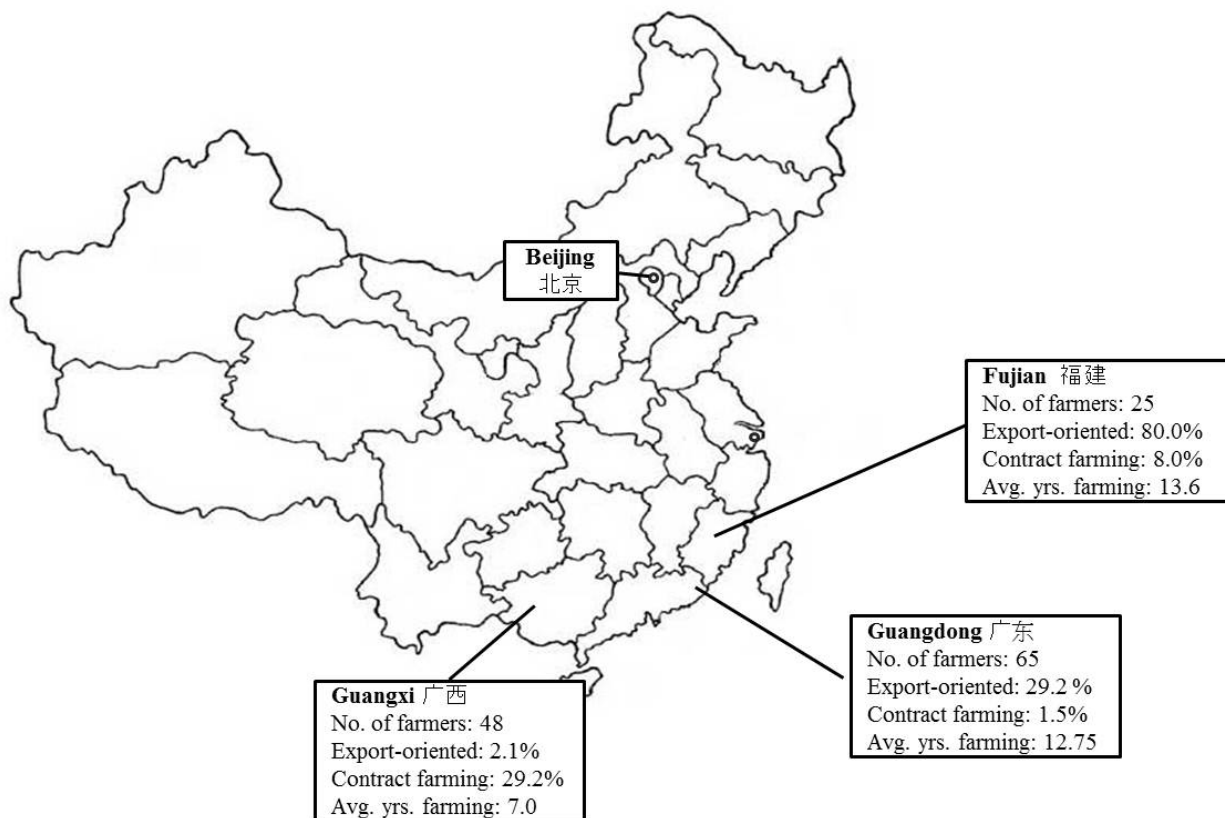 Beijing
北京
Fujian 福建
No. of farmers: 25
Export-oriented: 80.0%
Contract farming: 8.0%
Avg. yrs. farming: 13.6
Guangdong 广东
No. of farmers: 65
Export-oriented: 29.2 %
Contract farming: 1.5%
Avg. yrs. farming: 12.75
Guangxi 广西
No. of farmers: 48
Export-oriented: 2.1%
Contract farming: 29.2%
Avg. yrs. farming: 7.0